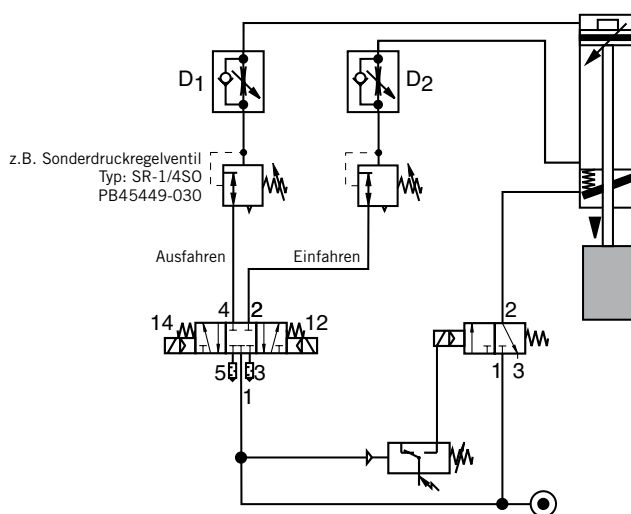 D1
D2
z.B. Sonderdruckregelventil
Typ: SR-1/4SO
PB45449-030
Ausfahren
Einfahren
4
2
14
12
5
3
1
2
1
3